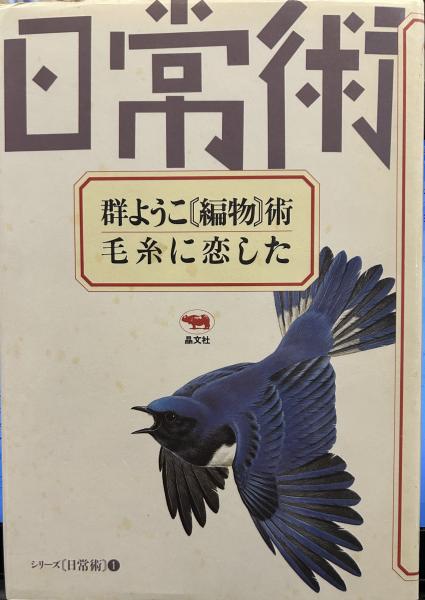 日常術
群ようこ〔編物〕術
毛糸に恋した
晶文社
シリーズ〔日常術〕❶